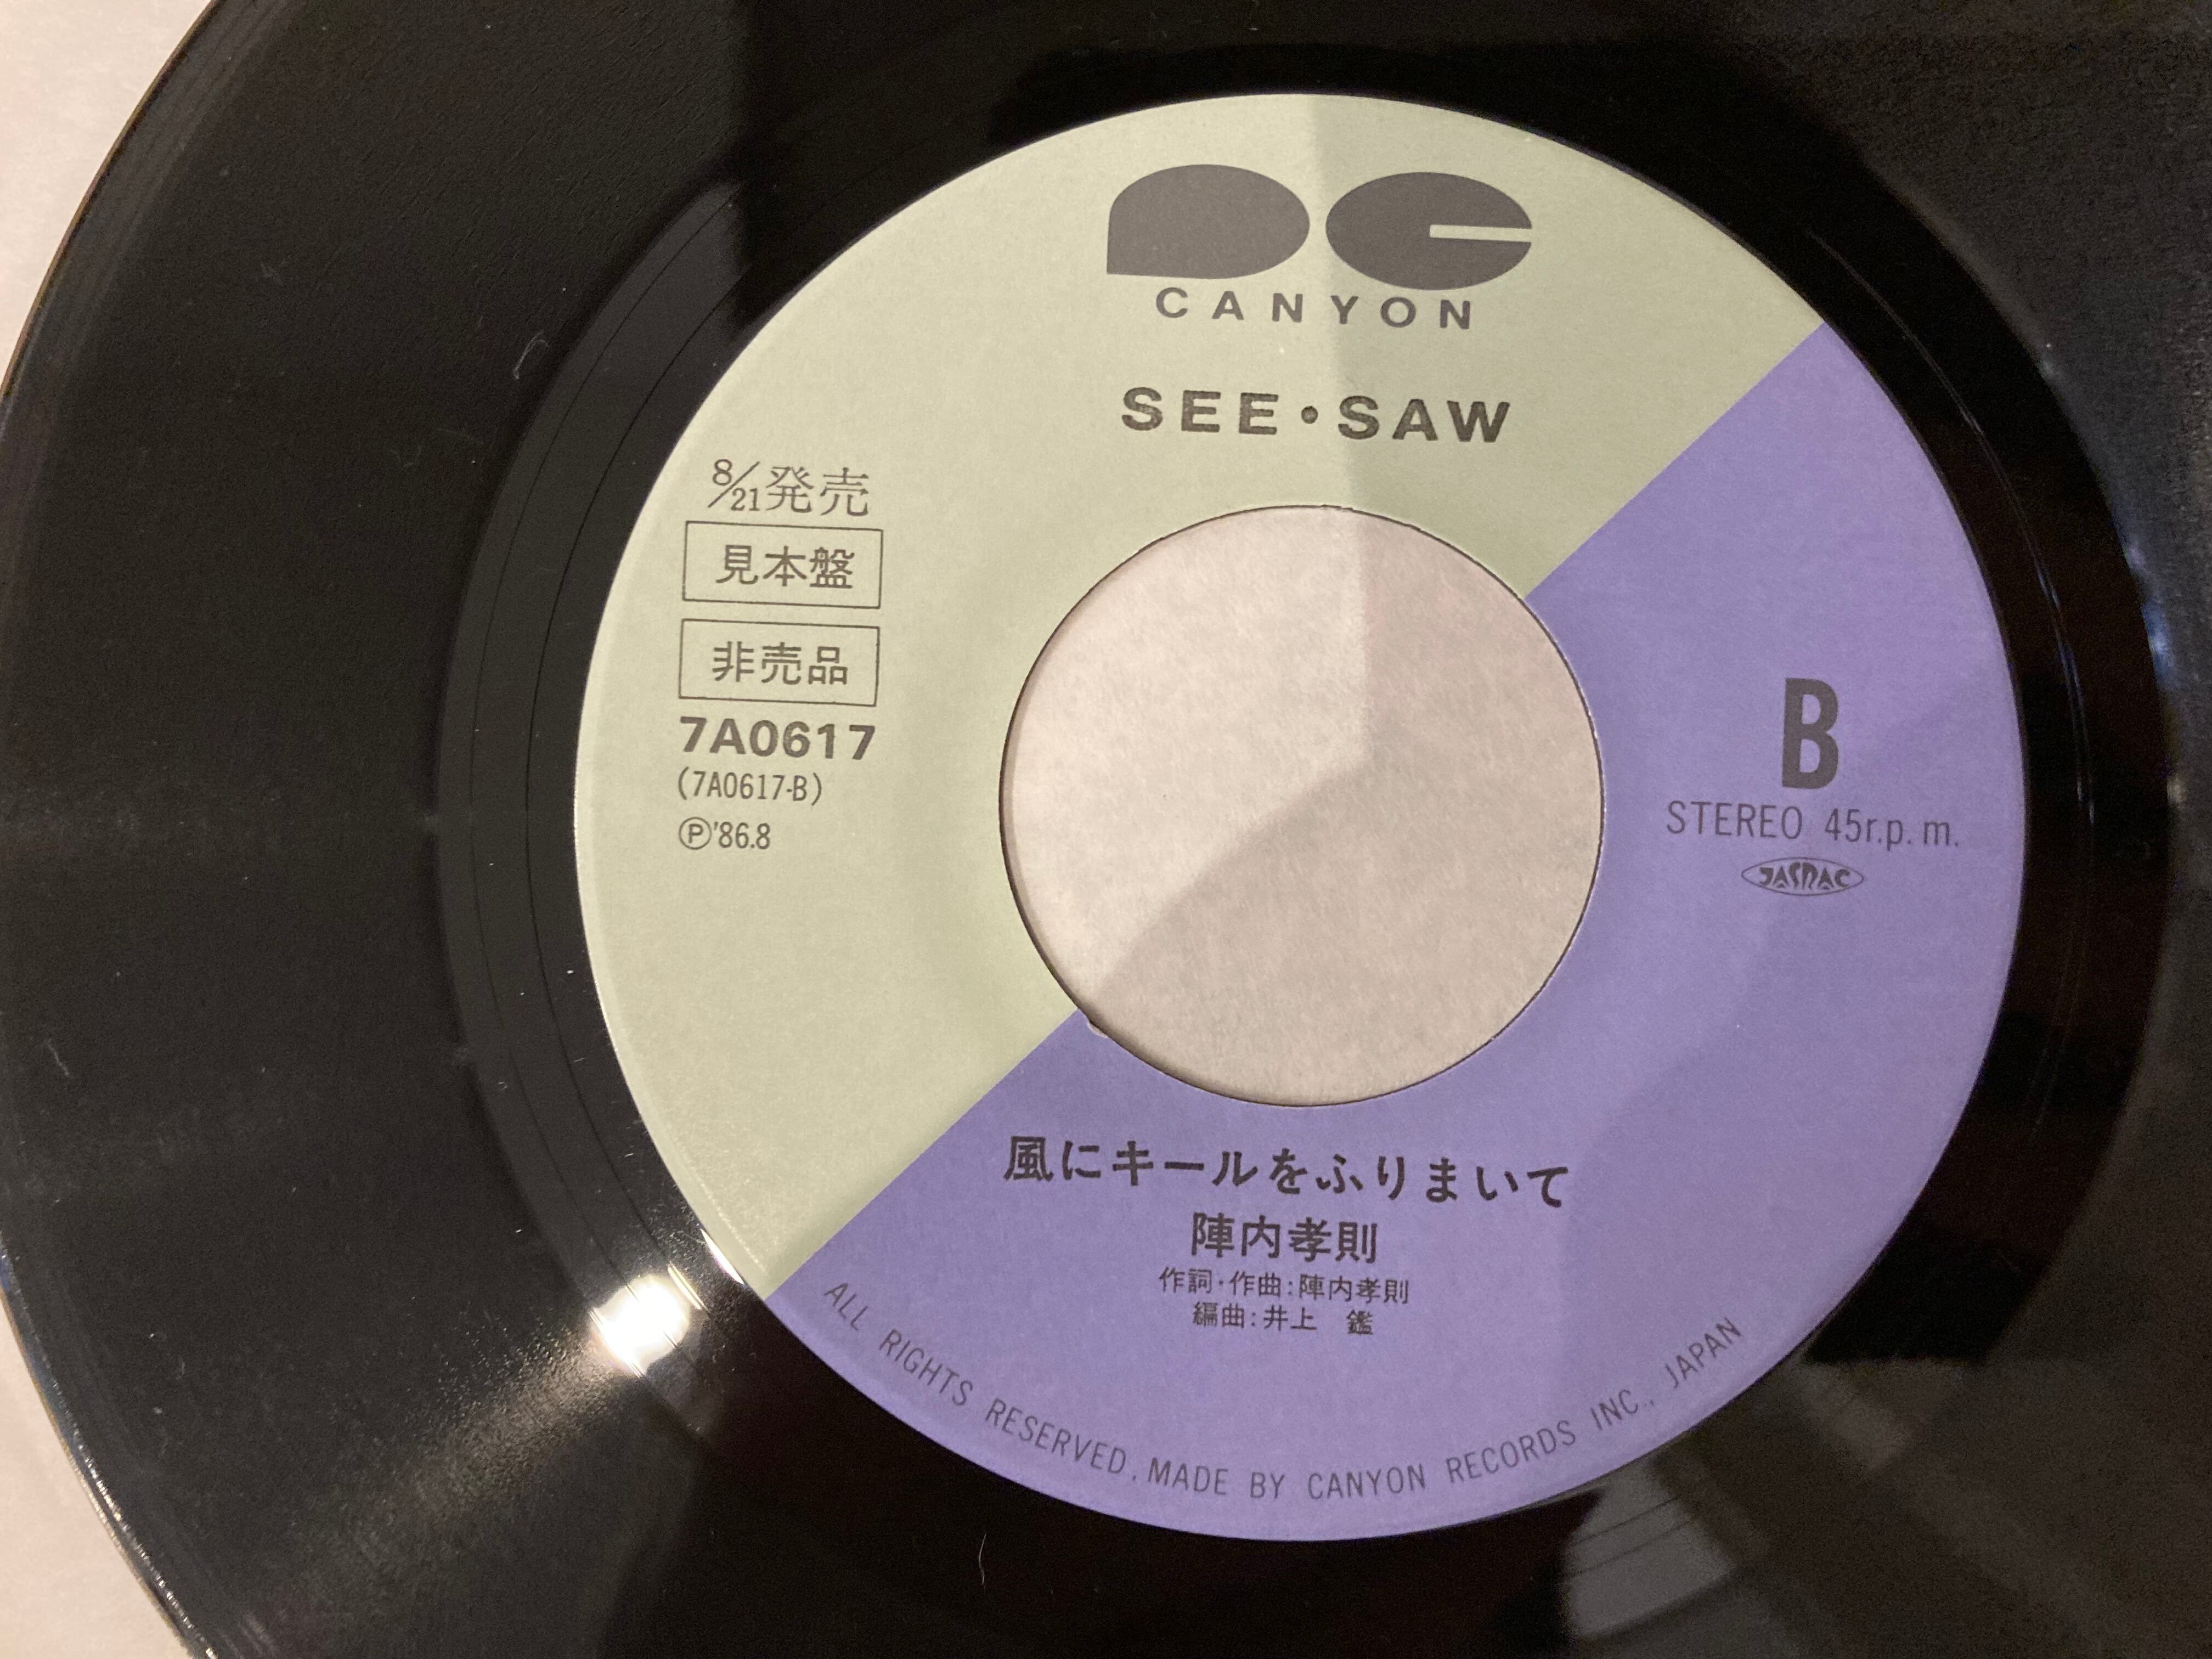 CANYON
SEE・SAW
8/21発売
見本盤
非売品
7A0617
(7A0617-B)
Ⓟ'86.8
B
STEREO 45r.p.m.
JASRAC
風にキールをふりまいて
陣内孝則
作詞・作曲:陣内孝則
編曲:井上 鑑
ALL RIGHTS RESERVED, MADE BY CANYON RECORDS INC., JAPAN